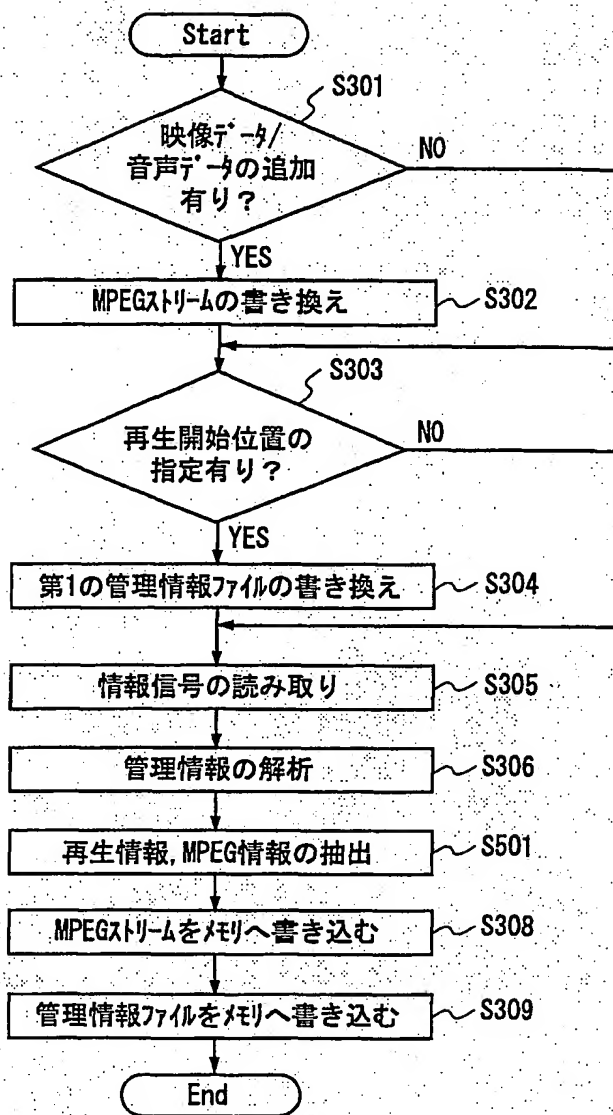 Start
S301
映像データ/
音声データの追加
有り?
NO
YES
MPEGストリームの書き換え
S302
S303
再生開始位置の
指定有り?
NO
YES
第1の管理情報ファイルの書き換え
S304
情報信号の読み取り
S305
管理情報の解析
S306
再生情報,MPEG情報の抽出
S501
MPEGストリームをメモリへ書き込む
S308
管理情報ファイルをメモリへ書き込む
S309
End